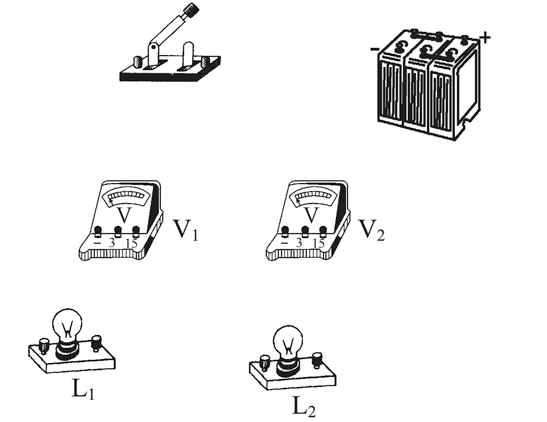 − +
V V₁
− 3 15
V V₂
− 3 15
L₁
L₂